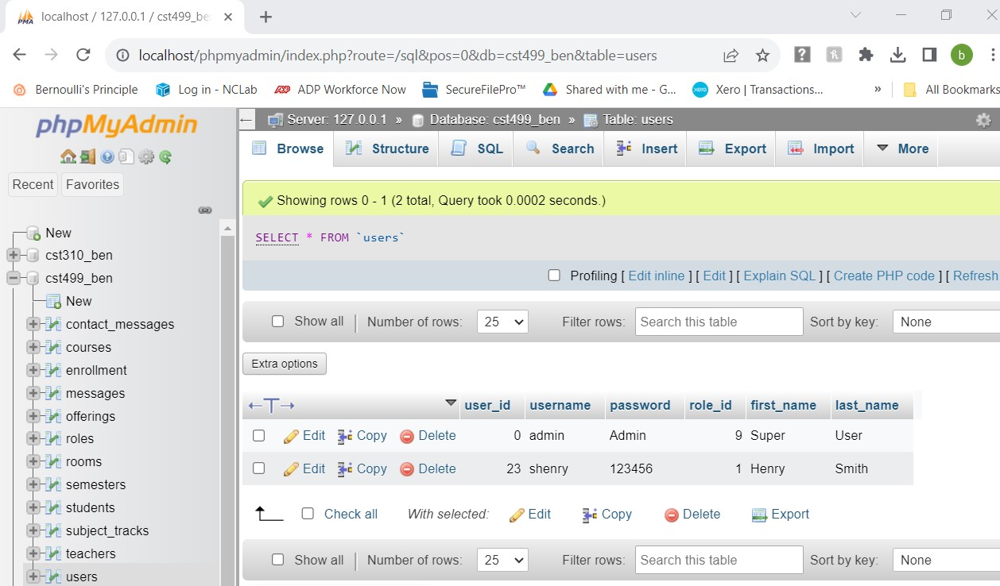 localhost / 127.0.0.1 / cst499_be
localhost/phpmyadmin/index.php?route=/sql&pos=0&db=cst499_ben&table=users
b
Bernoulli's Principle Log in - NCLab ADP Workforce Now SecureFilePro™ Shared with me - G... Xero | Transactions... » All Bookmarks
phpMyAdmin
Recent Favorites
New
cst310_ben
cst499_ben
New
contact_messages
courses
enrollment
messages
offerings
roles
rooms
semesters
students
subject_tracks
teachers
users
Server: 127.0.0.1 » Database: cst499_ben » Table: users
Browse Structure SQL Search Insert Export Import More
Showing rows 0 - 1 (2 total, Query took 0.0002 seconds.)
SELECT * FROM `users`
Profiling [ Edit inline ] [ Edit ] [ Explain SQL ] [ Create PHP code ] [ Refresh
Show all Number of rows: 25 Filter rows: Search this table Sort by key: None
Extra options
←T→ user_id username password role_id first_name last_name
Edit Copy Delete 0 admin Admin 9 Super User
Edit Copy Delete 23 shenry 123456 1 Henry Smith
Check all With selected: Edit Copy Delete Export
Show all Number of rows: 25 Filter rows: Search this table Sort by key: None